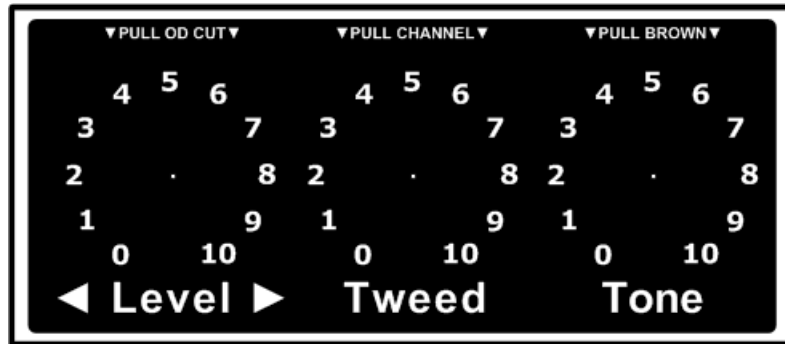 ▼PULL OD CUT▼ ▼PULL CHANNEL▼ ▼PULL BROWN▼
5 5 5
4 6 4 6 4 6
3 7 3 7 3 7
2 8 2 8 2 8
1 9 1 9 1 9
0 10 0 10 0 10
◀ Level ▶ Tweed Tone